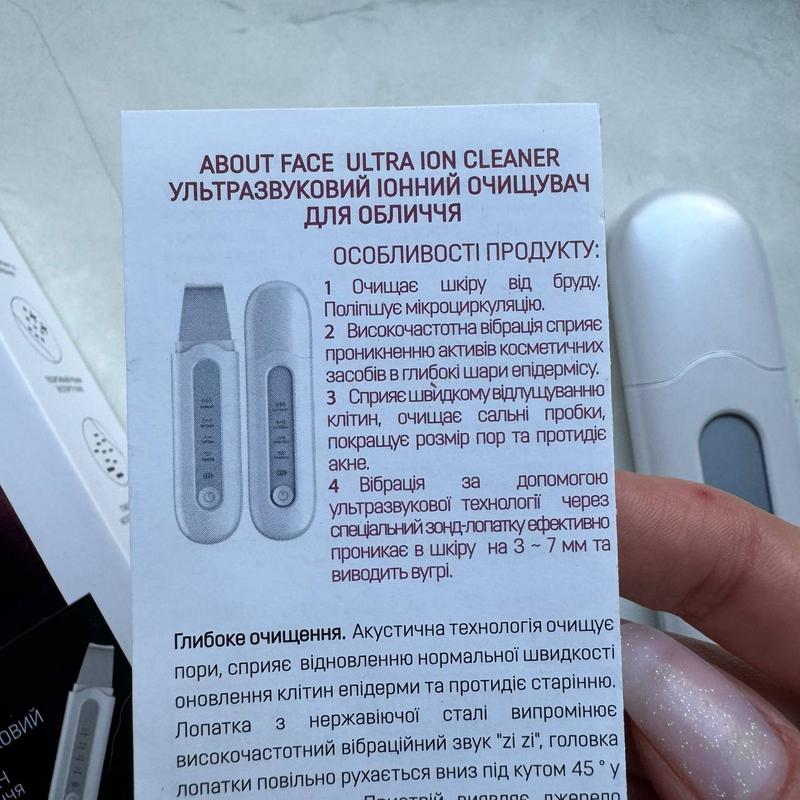 ABOUT FACE ULTRA ION CLEANER
УЛЬТРАЗВУКОВИЙ ІОННИЙ ОЧИЩУВАЧ
ДЛЯ ОБЛИЧЧЯ
ОСОБЛИВОСТІ ПРОДУКТУ:
1 Очищає шкіру від бруду.
Поліпшує мікроциркуляцію.
2 Високочастотна вібрація сприяє
проникненню активів косметичних
засобів в глибокі шари епідермісу.
3 Сприяє швидкому відлущуванню
клітин, очищає сальні пробки,
покращує розмір пор та протидіє
акне.
4 Вібрація за допомогою
ультразвукової технології через
спеціальний зонд-лопатку ефективно
проникає в шкіру на 3 ~ 7 мм та
виводить вугрі.
Глибоке очищення. Акустична технологія очищує
пори, сприяє відновленню нормальної швидкості
оновлення клітин епідерми та протидіє старінню.
Лопатка з нержавіючої сталі випромінює
високочастотний вібраційний звук "zi zi", головка
лопатки повільно рухається вниз під кутом 45 ° у
Пристрій виявляє джерело